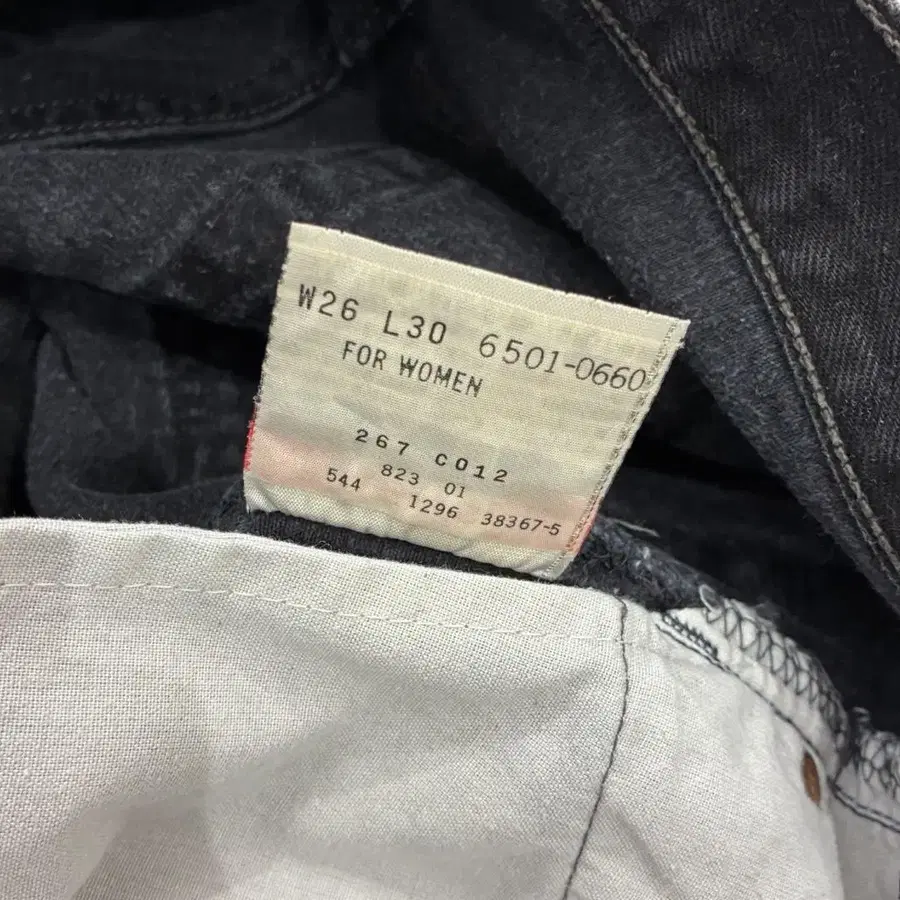 W26 L30 6501-0660
FOR WOMEN
267 C012
823 01
544 1296 38367-5